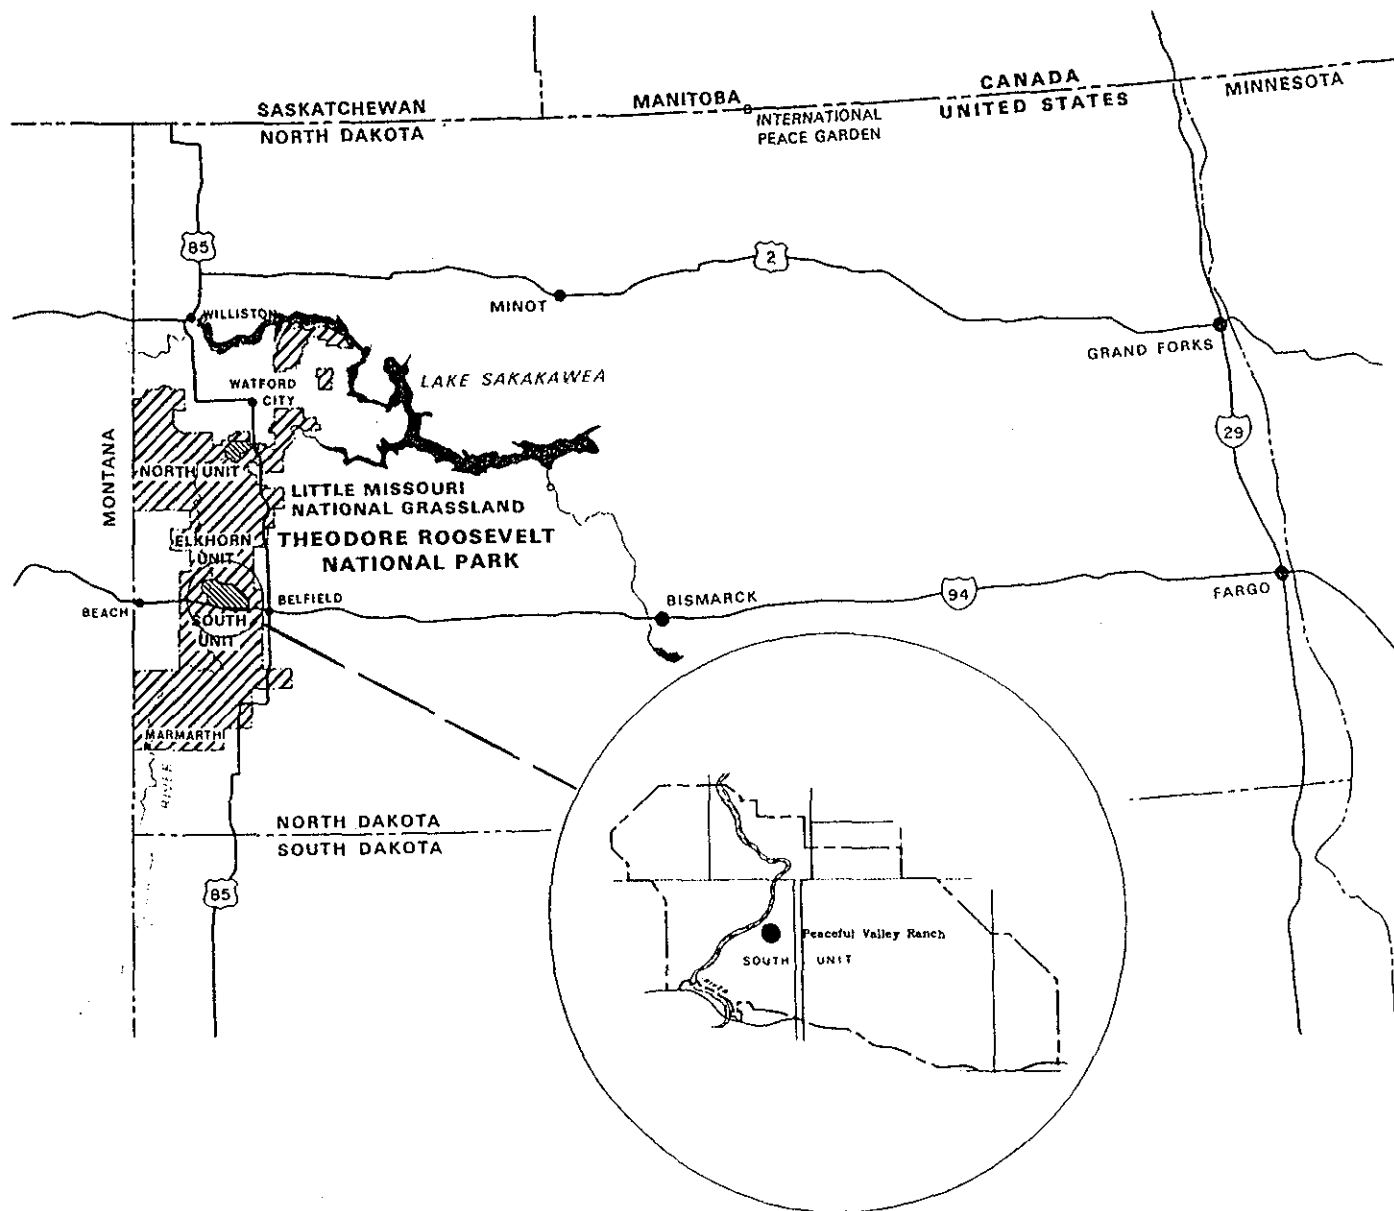 CANADA
MINNESOTA
SASKATCHEWAN
MANITOBA
UNITED STATES
NORTH DAKOTA
INTERNATIONAL
PEACE GARDEN
85
2
WILLISTON
MINOT
GRAND FORKS
LAKE SAKAKAWEA
WATFORD
CITY
29
MONTANA
NORTH UNIT
LITTLE MISSOURI
NATIONAL GRASSLAND
ELKHORN
UNIT
THEODORE ROOSEVELT
NATIONAL PARK
BEACH
BELFIELD
BISMARCK
94
FARGO
SOUTH
UNIT
MARMARTH
RIVER
NORTH DAKOTA
SOUTH DAKOTA
85
Peaceful Valley Ranch
SOUTH UNIT